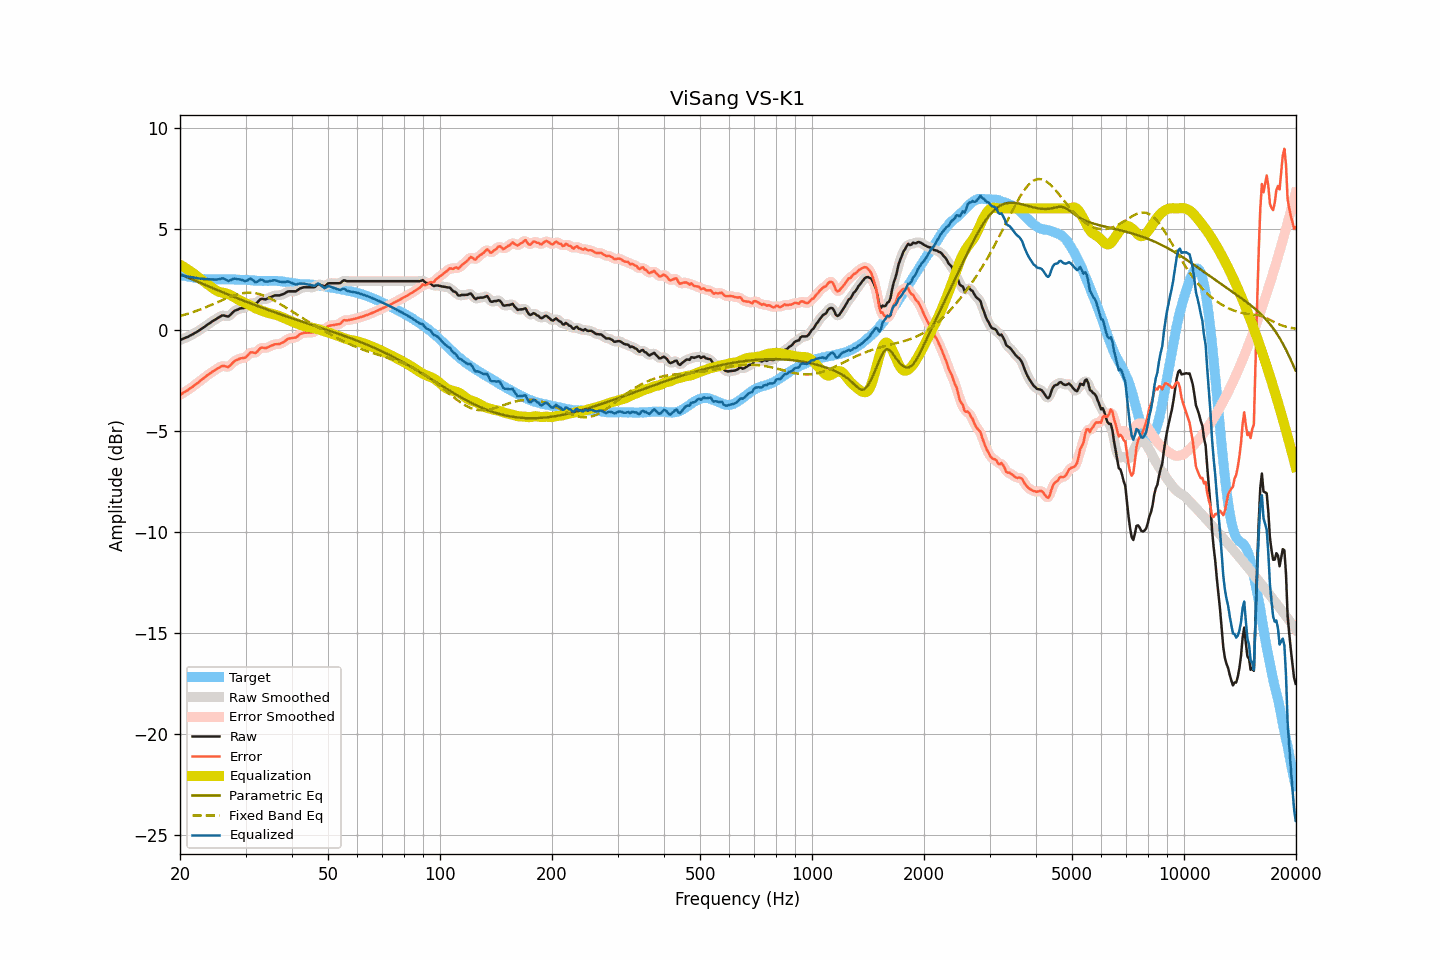 ViSang VS-K1
10
5
0
−5
−10
−15
−20
−25
Amplitude (dBr)
Target
Raw Smoothed
Error Smoothed
Raw
Error
Equalization
Parametric Eq
Fixed Band Eq
Equalized
20 50 100 200 500 1000 2000 5000 10000 20000
Frequency (Hz)